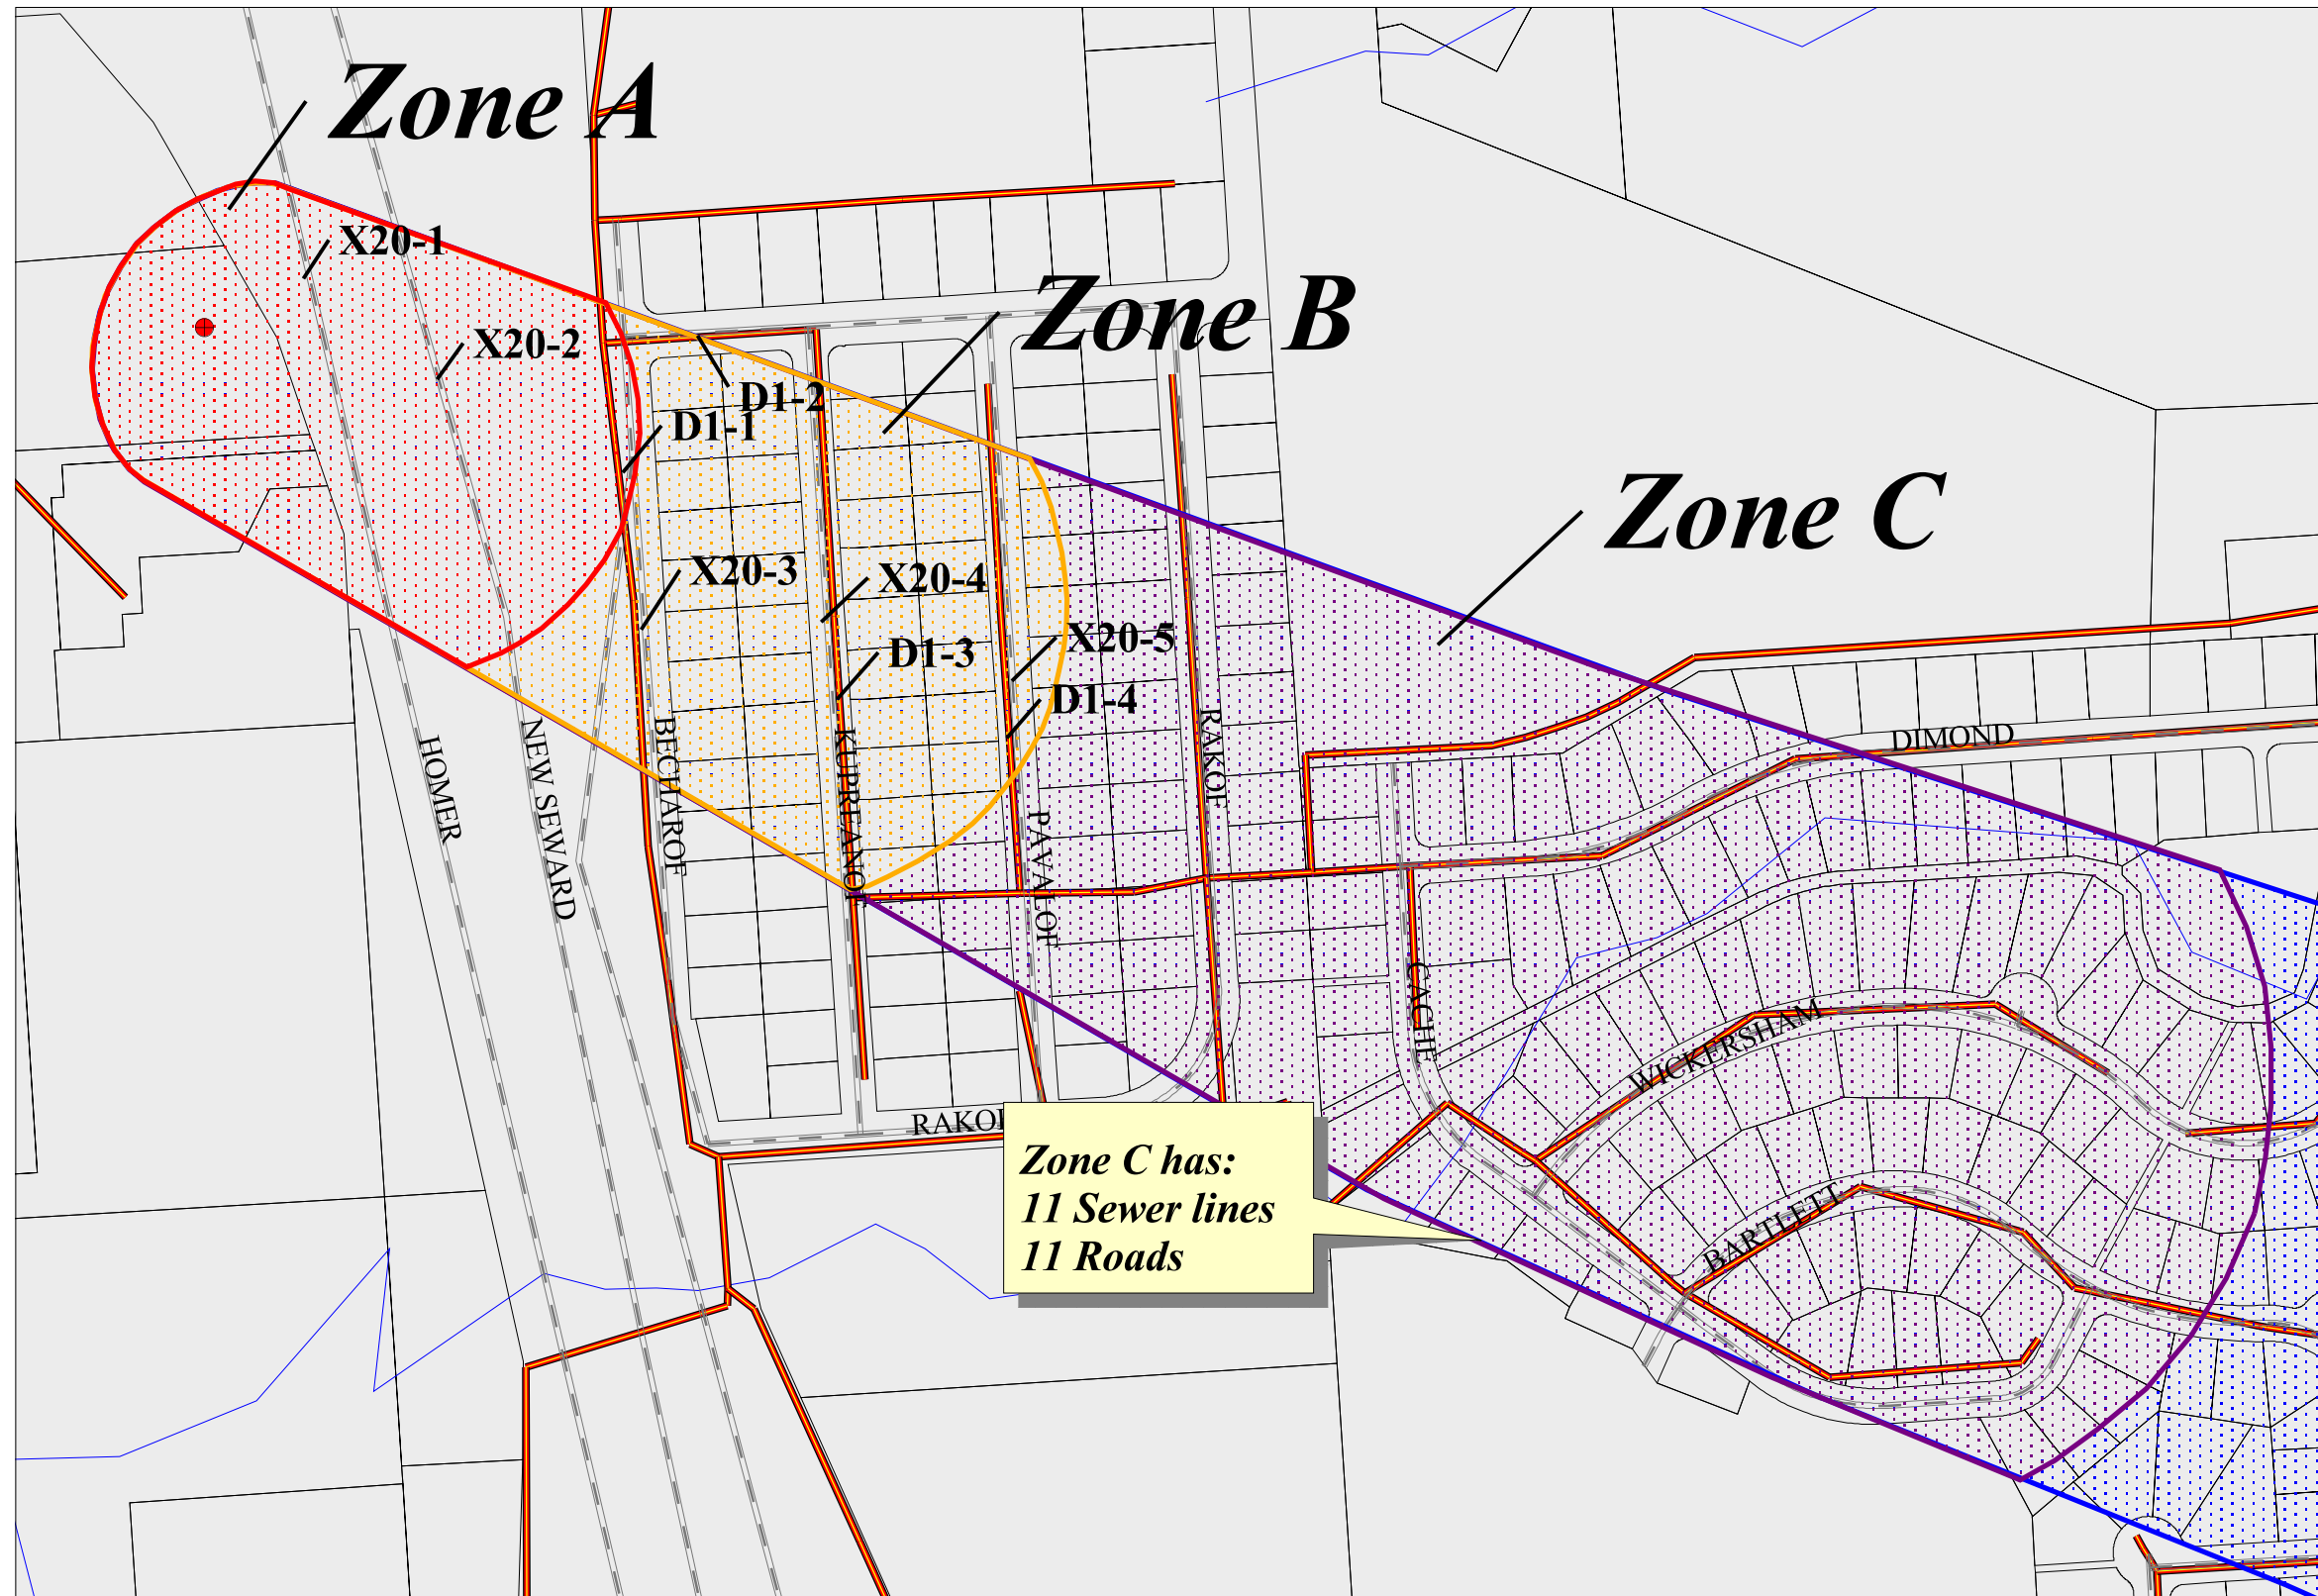 Zone A
X20-1
Zone B
X20-2
D1-2
D1-1
Zone C
X20-3
X20-4
X20-5
D1-3
D1-4
HOMER
NEW SEWARD
BECHAROF
KUPREANOF
PAVALOF
RAKOF
DIMOND
CACHE
WICKERSHAM
RAKOF
BARTLETT
Zone C has:
11 Sewer lines
11 Roads